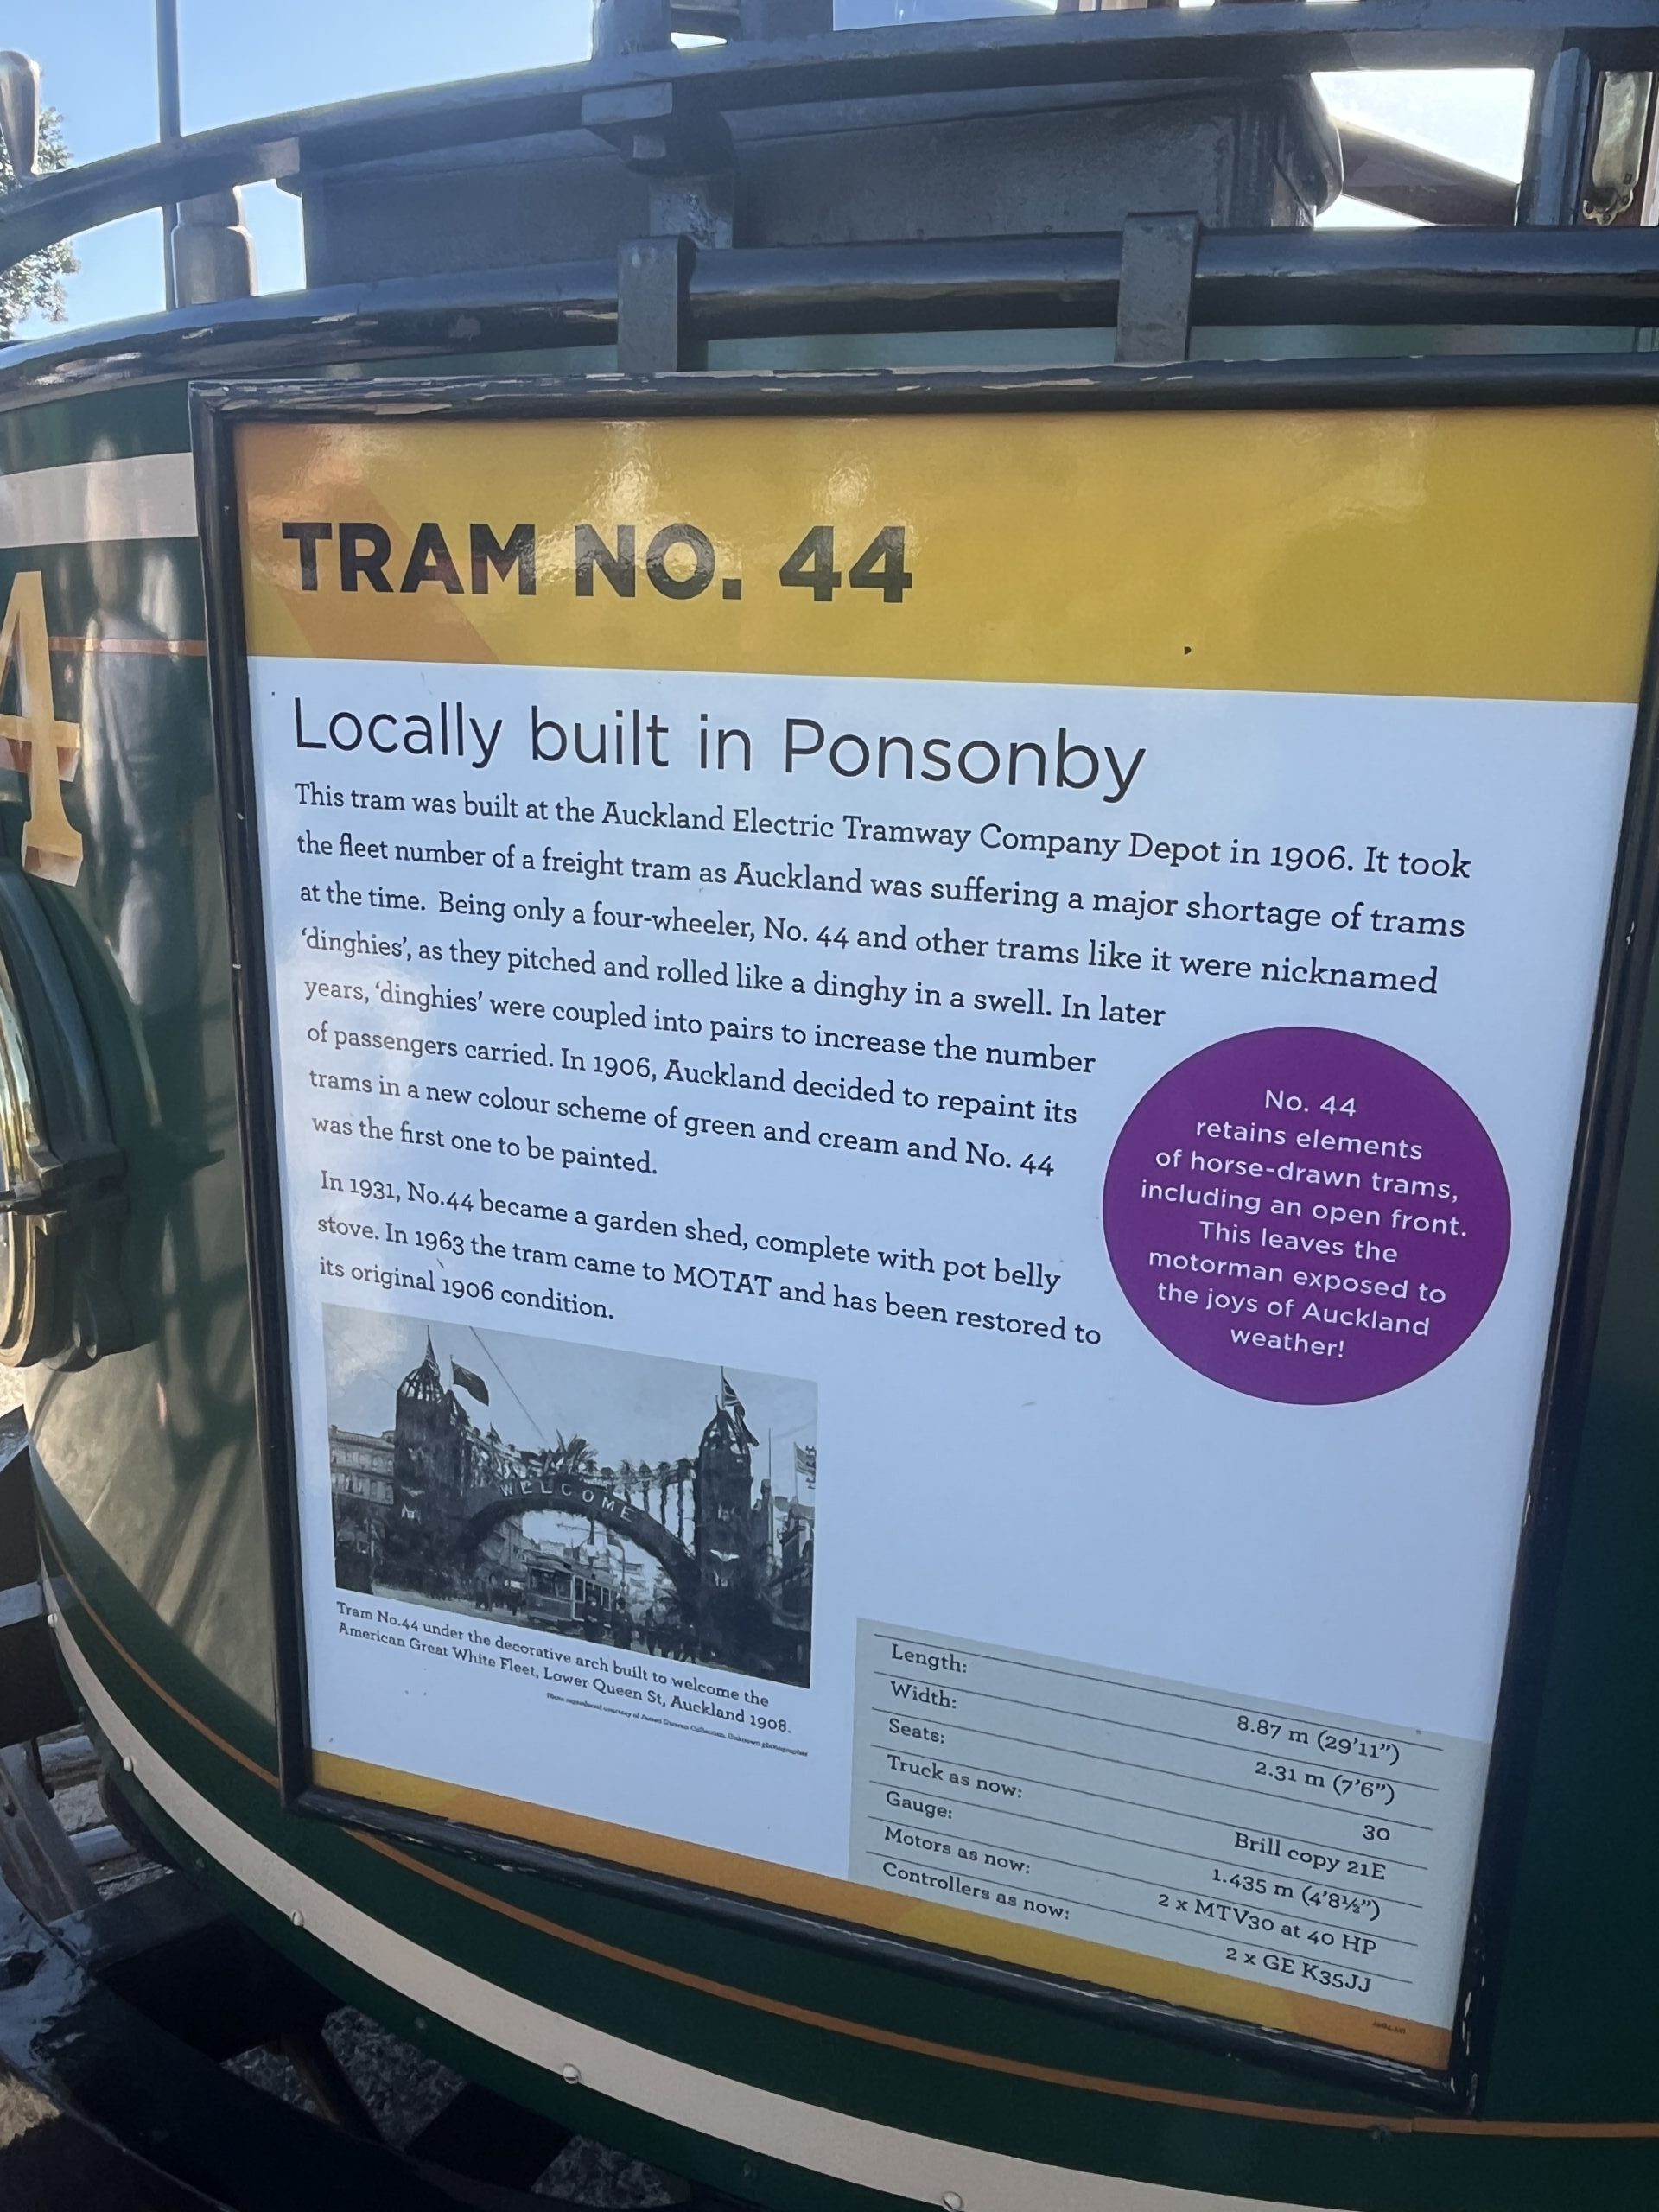 4
TRAM NO. 44
Locally built in Ponsonby
This tram was built at the Auckland Electric Tramway Company Depot in 1906. It took
the fleet number of a freight tram as Auckland was suffering a major shortage of trams
at the time. Being only a four-wheeler, No. 44 and other trams like it were nicknamed
‘dinghies’, as they pitched and rolled like a dinghy in a swell. In later
years, ‘dinghies’ were coupled into pairs to increase the number
of passengers carried. In 1906, Auckland decided to repaint its
trams in a new colour scheme of green and cream and No. 44
was the first one to be painted.
In 1931, No.44 became a garden shed, complete with pot belly
stove. In 1963 the tram came to MOTAT and has been restored to
its original 1906 condition.
No. 44
retains elements
of horse-drawn trams,
including an open front.
This leaves the
motorman exposed to
the joys of Auckland
weather!
WELCOME
Tram No.44 under the decorative arch built to welcome the
American Great White Fleet, Lower Queen St, Auckland 1908.
Photo reproduced courtesy of James Duncan Collection. Unknown photographer
Length: 8.87 m (29’11”)
Width: 2.31 m (7’6”)
Seats: 30
Truck as now: Brill copy 21E
Gauge: 1.435 m (4’8½”)
Motors as now: 2 x MTV30 at 40 HP
Controllers as now: 2 x GE K35JJ